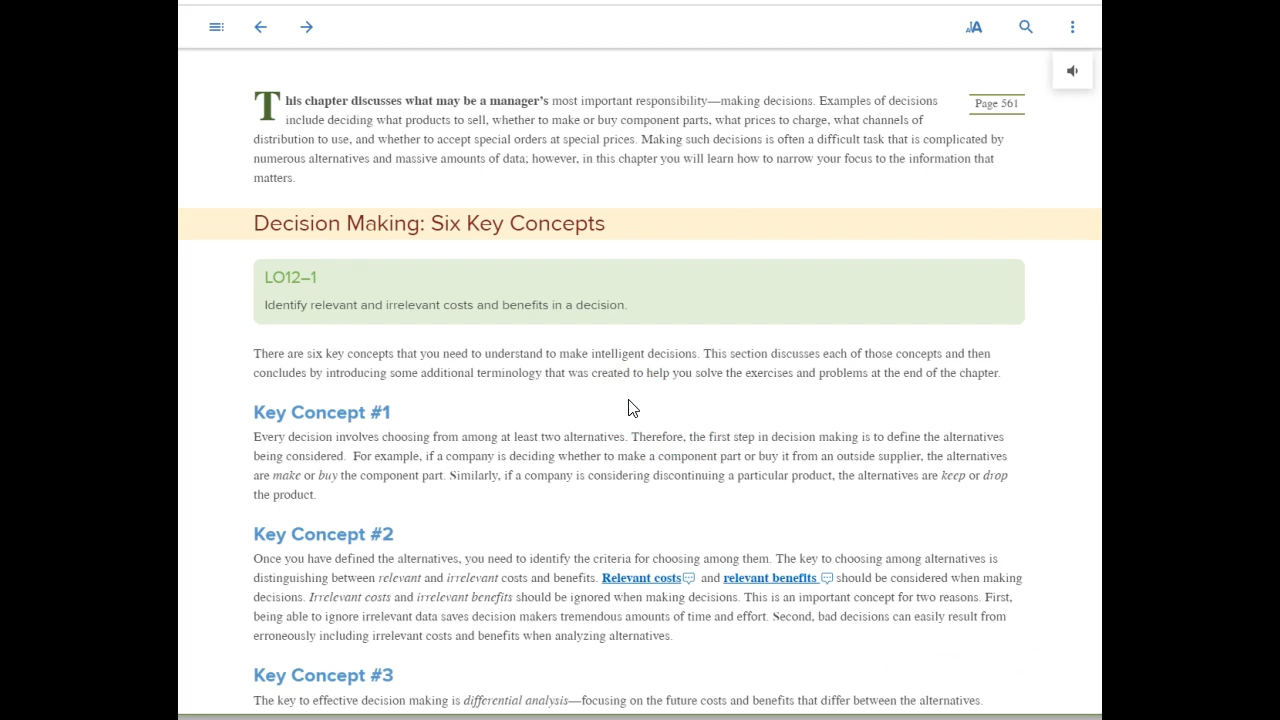 This chapter discusses what may be a manager's most important responsibility—making decisions. Examples of decisions
Page 561
include deciding what products to sell, whether to make or buy component parts, what prices to charge, what channels of
distribution to use, and whether to accept special orders at special prices. Making such decisions is often a difficult task that is complicated by
numerous alternatives and massive amounts of data; however, in this chapter you will learn how to narrow your focus to the information that
matters.
Decision Making: Six Key Concepts
LO12–1
Identify relevant and irrelevant costs and benefits in a decision.
There are six key concepts that you need to understand to make intelligent decisions. This section discusses each of those concepts and then
concludes by introducing some additional terminology that was created to help you solve the exercises and problems at the end of the chapter.
Key Concept #1
Every decision involves choosing from among at least two alternatives. Therefore, the first step in decision making is to define the alternatives
being considered. For example, if a company is deciding whether to make a component part or buy it from an outside supplier, the alternatives
are make or buy the component part. Similarly, if a company is considering discontinuing a particular product, the alternatives are keep or drop
the product.
Key Concept #2
Once you have defined the alternatives, you need to identify the criteria for choosing among them. The key to choosing among alternatives is
distinguishing between relevant and irrelevant costs and benefits. Relevant costs and relevant benefits should be considered when making
decisions. Irrelevant costs and irrelevant benefits should be ignored when making decisions. This is an important concept for two reasons. First,
being able to ignore irrelevant data saves decision makers tremendous amounts of time and effort. Second, bad decisions can easily result from
erroneously including irrelevant costs and benefits when analyzing alternatives.
Key Concept #3
The key to effective decision making is differential analysis—focusing on the future costs and benefits that differ between the alternatives.